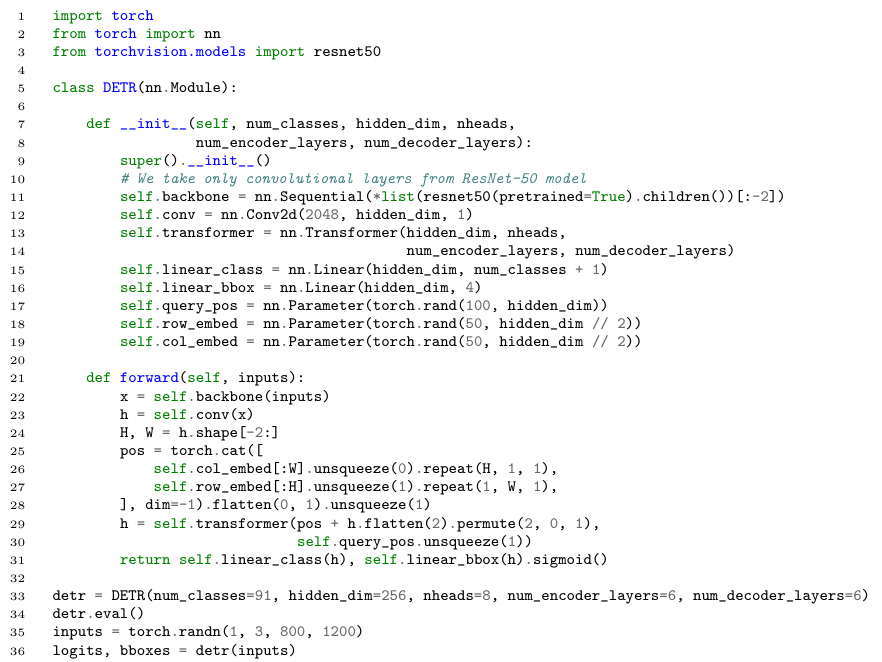 1 import torch
2 from torch import nn
3 from torchvision.models import resnet50
4
5 class DETR(nn.Module):
6
7     def __init__(self, num_classes, hidden_dim, nheads,
8                  num_encoder_layers, num_decoder_layers):
9         super().__init__()
10         # We take only convolutional layers from ResNet-50 model
11         self.backbone = nn.Sequential(*list(resnet50(pretrained=True).children())[:-2])
12         self.conv = nn.Conv2d(2048, hidden_dim, 1)
13         self.transformer = nn.Transformer(hidden_dim, nheads,
14                                           num_encoder_layers, num_decoder_layers)
15         self.linear_class = nn.Linear(hidden_dim, num_classes + 1)
16         self.linear_bbox = nn.Linear(hidden_dim, 4)
17         self.query_pos = nn.Parameter(torch.rand(100, hidden_dim))
18         self.row_embed = nn.Parameter(torch.rand(50, hidden_dim // 2))
19         self.col_embed = nn.Parameter(torch.rand(50, hidden_dim // 2))
20
21     def forward(self, inputs):
22         x = self.backbone(inputs)
23         h = self.conv(x)
24         H, W = h.shape[-2:]
25         pos = torch.cat([
26             self.col_embed[:W].unsqueeze(0).repeat(H, 1, 1),
27             self.row_embed[:H].unsqueeze(1).repeat(1, W, 1),
28         ], dim=-1).flatten(0, 1).unsqueeze(1)
29         h = self.transformer(pos + h.flatten(2).permute(2, 0, 1),
30                              self.query_pos.unsqueeze(1))
31         return self.linear_class(h), self.linear_bbox(h).sigmoid()
32
33 detr = DETR(num_classes=91, hidden_dim=256, nheads=8, num_encoder_layers=6, num_decoder_layers=6)
34 detr.eval()
35 inputs = torch.randn(1, 3, 800, 1200)
36 logits, bboxes = detr(inputs)